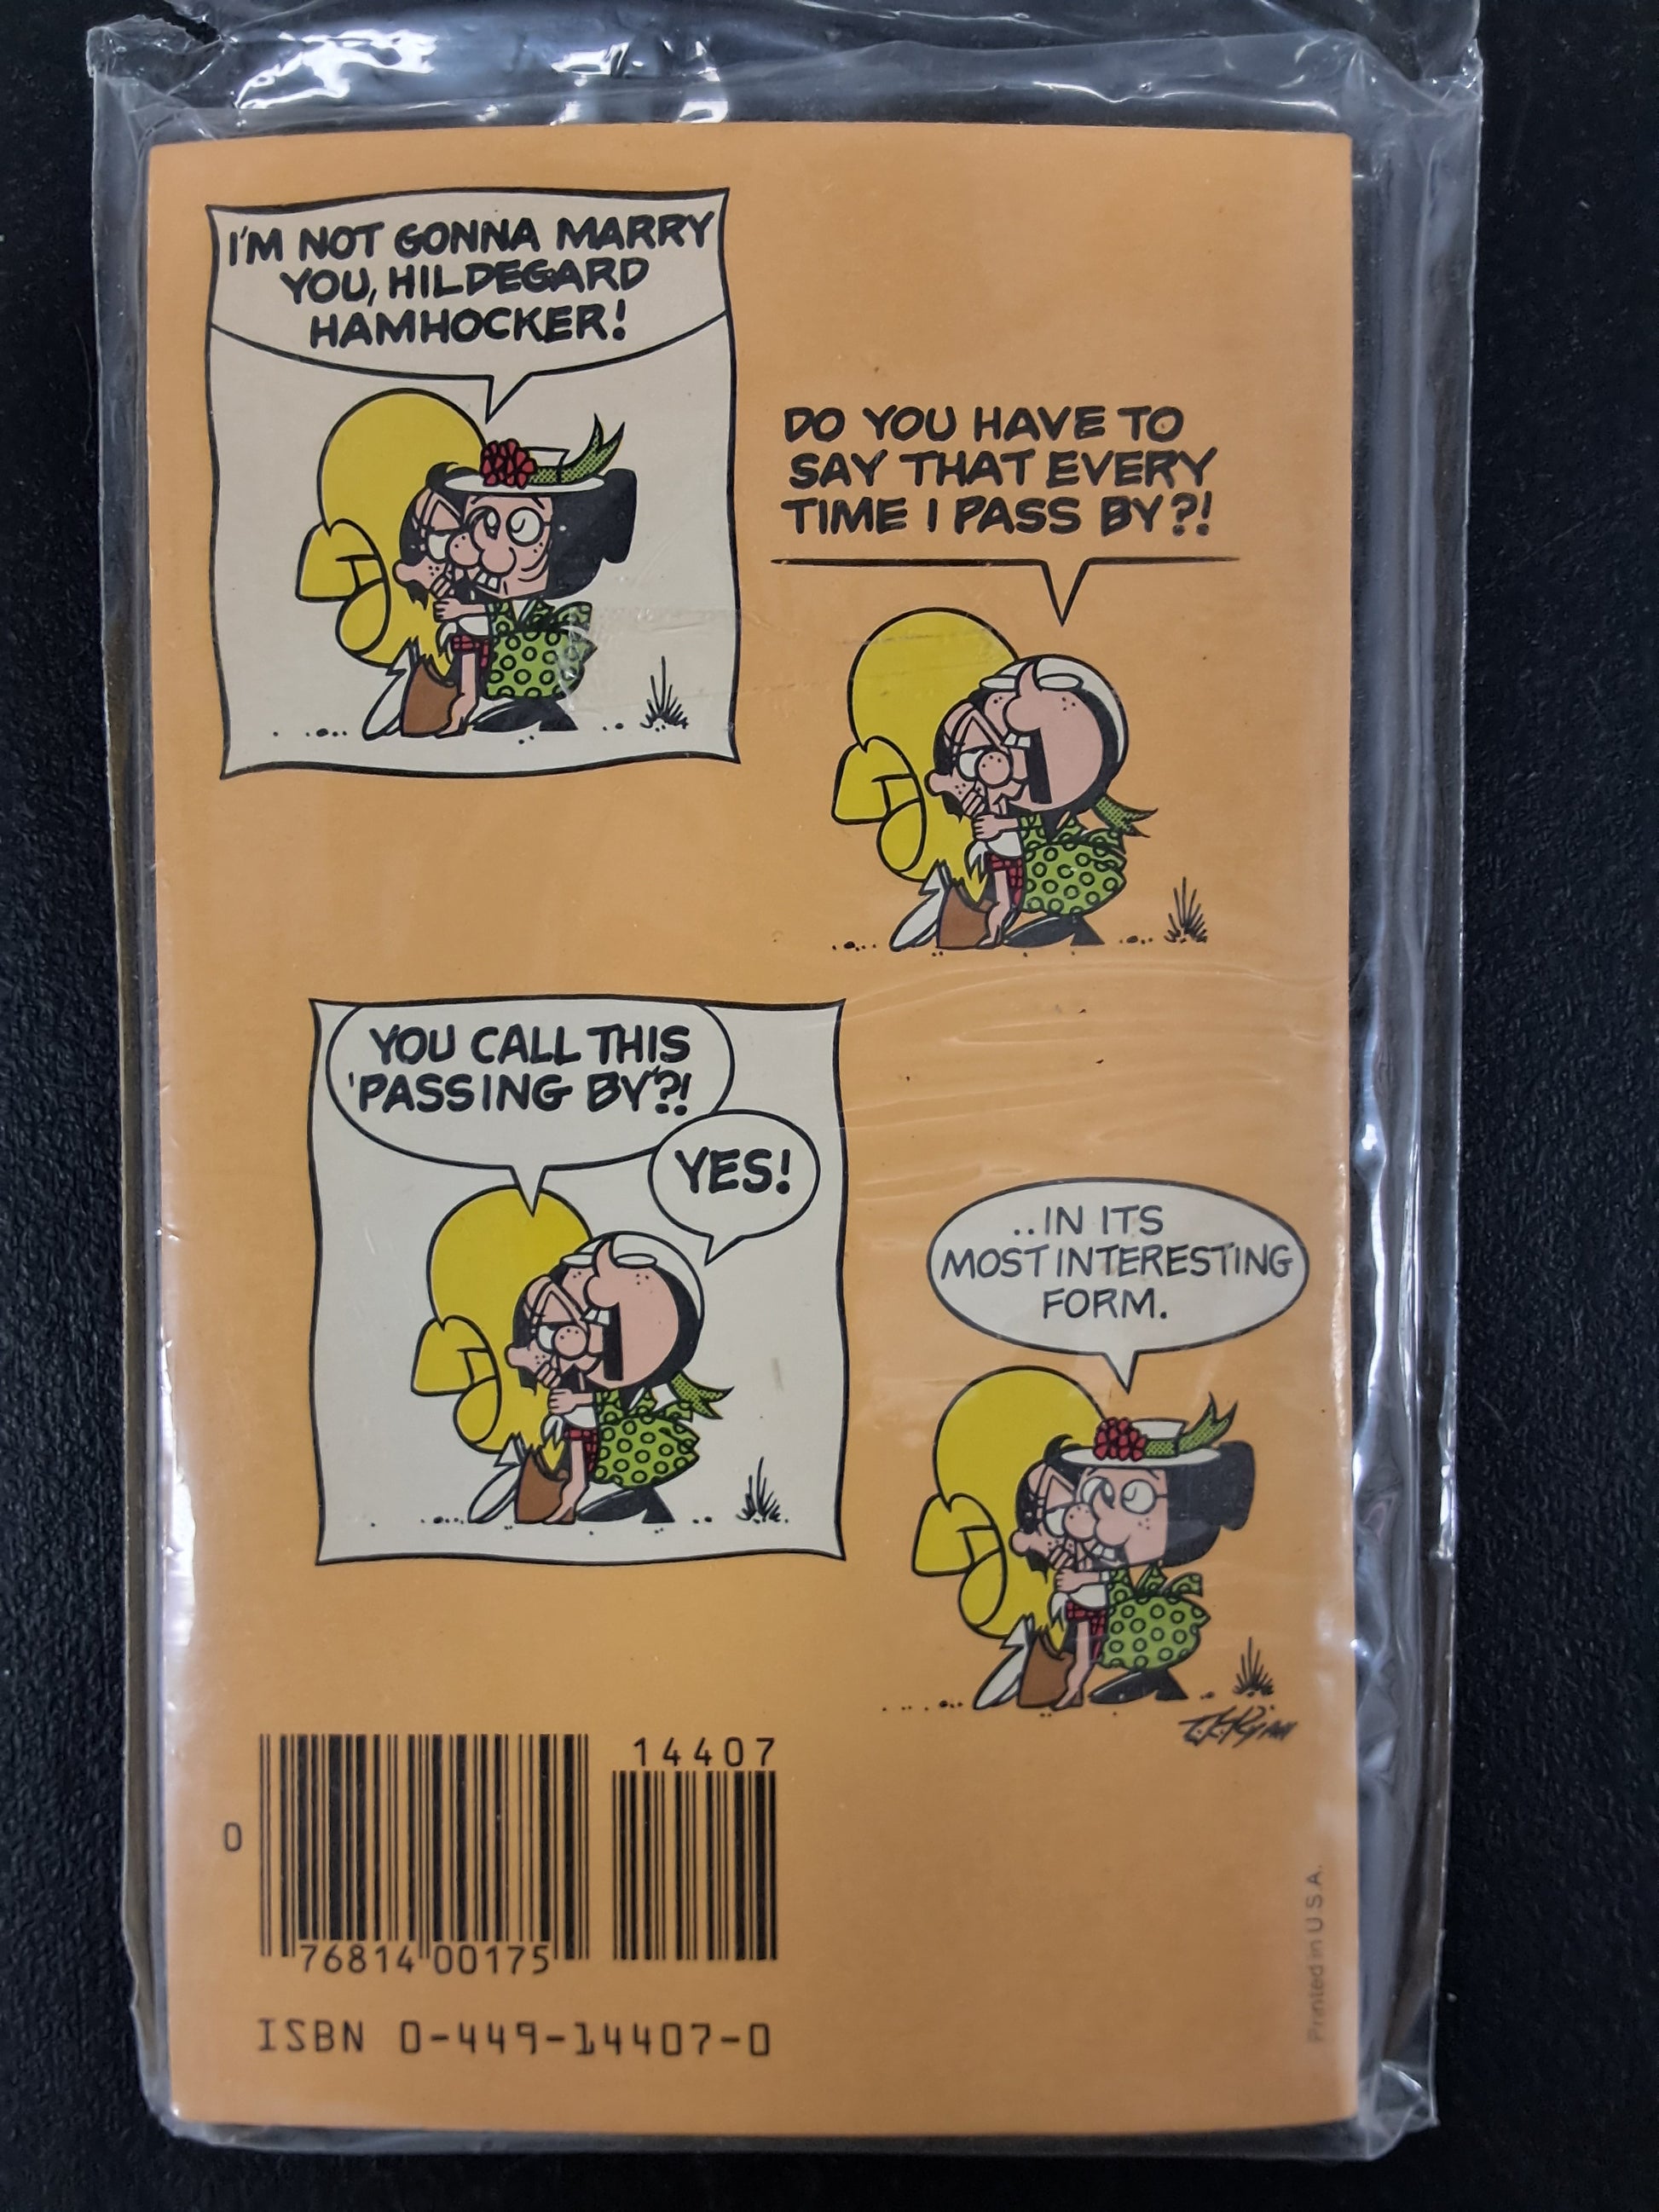 I'M NOT GONNA MARRY
YOU, HILDEGARD
HAMHOCKER!
DO YOU HAVE TO
SAY THAT EVERY
TIME I PASS BY?!
YOU CALL THIS
'PASSING BY'?!
YES!
..IN ITS
MOST INTERESTING
FORM.
T.K. Ryan
14407
0
76814 00175
ISBN 0-449-14407-0
Printed in U.S.A.